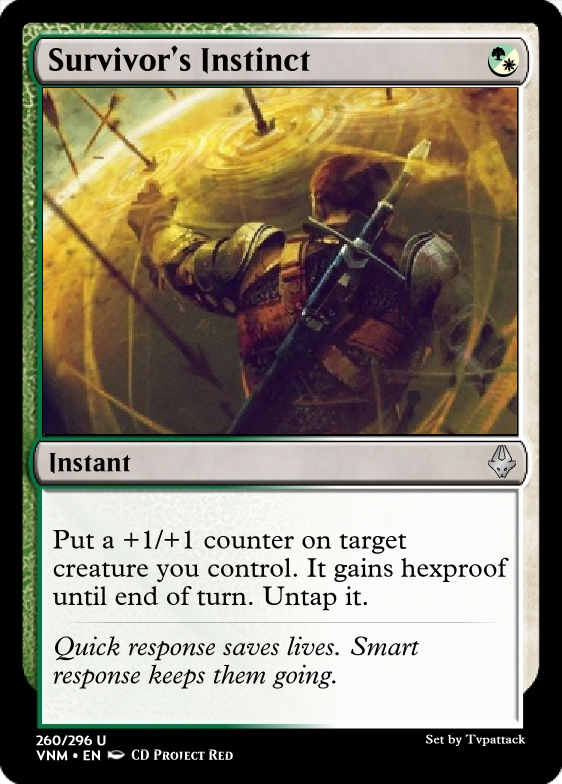 Survivor's Instinct
Instant
Put a +1/+1 counter on target
creature you control. It gains hexproof
until end of turn. Untap it.
Quick response saves lives. Smart
response keeps them going.
260/296 U
VNM • EN CD Project Red
Set by Tvpattack